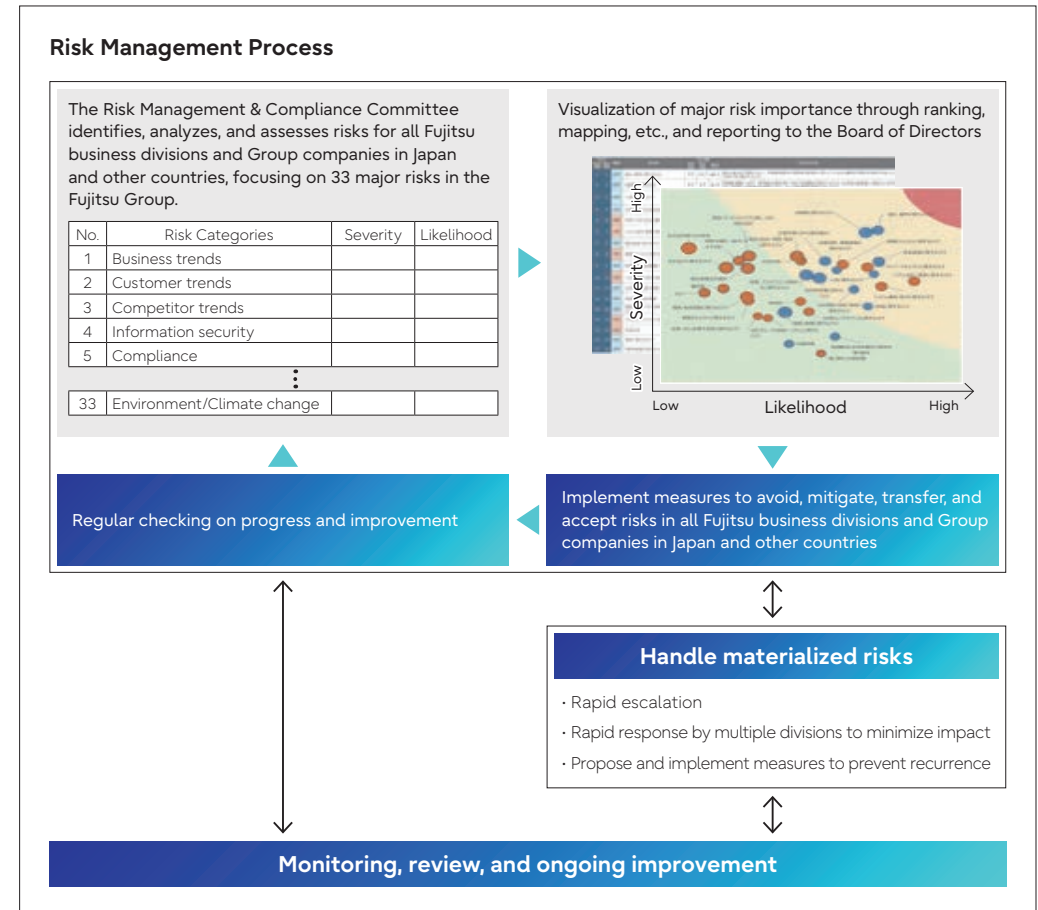 Risk Management Process
The Risk Management & Compliance Committee
identifies, analyzes, and assesses risks for all Fujitsu
business divisions and Group companies in Japan
and other countries, focusing on 33 major risks in the
Fujitsu Group.
No. Risk Categories Severity Likelihood
1 Business trends
2 Customer trends
3 Competitor trends
4 Information security
5 Compliance
33 Environment/Climate change
Visualization of major risk importance through ranking,
mapping, etc., and reporting to the Board of Directors
High
Severity
Low
Low Likelihood High
Regular checking on progress and improvement
Implement measures to avoid, mitigate, transfer, and
accept risks in all Fujitsu business divisions and Group
companies in Japan and other countries
Handle materialized risks
・Rapid escalation
・Rapid response by multiple divisions to minimize impact
・Propose and implement measures to prevent recurrence
Monitoring, review, and ongoing improvement